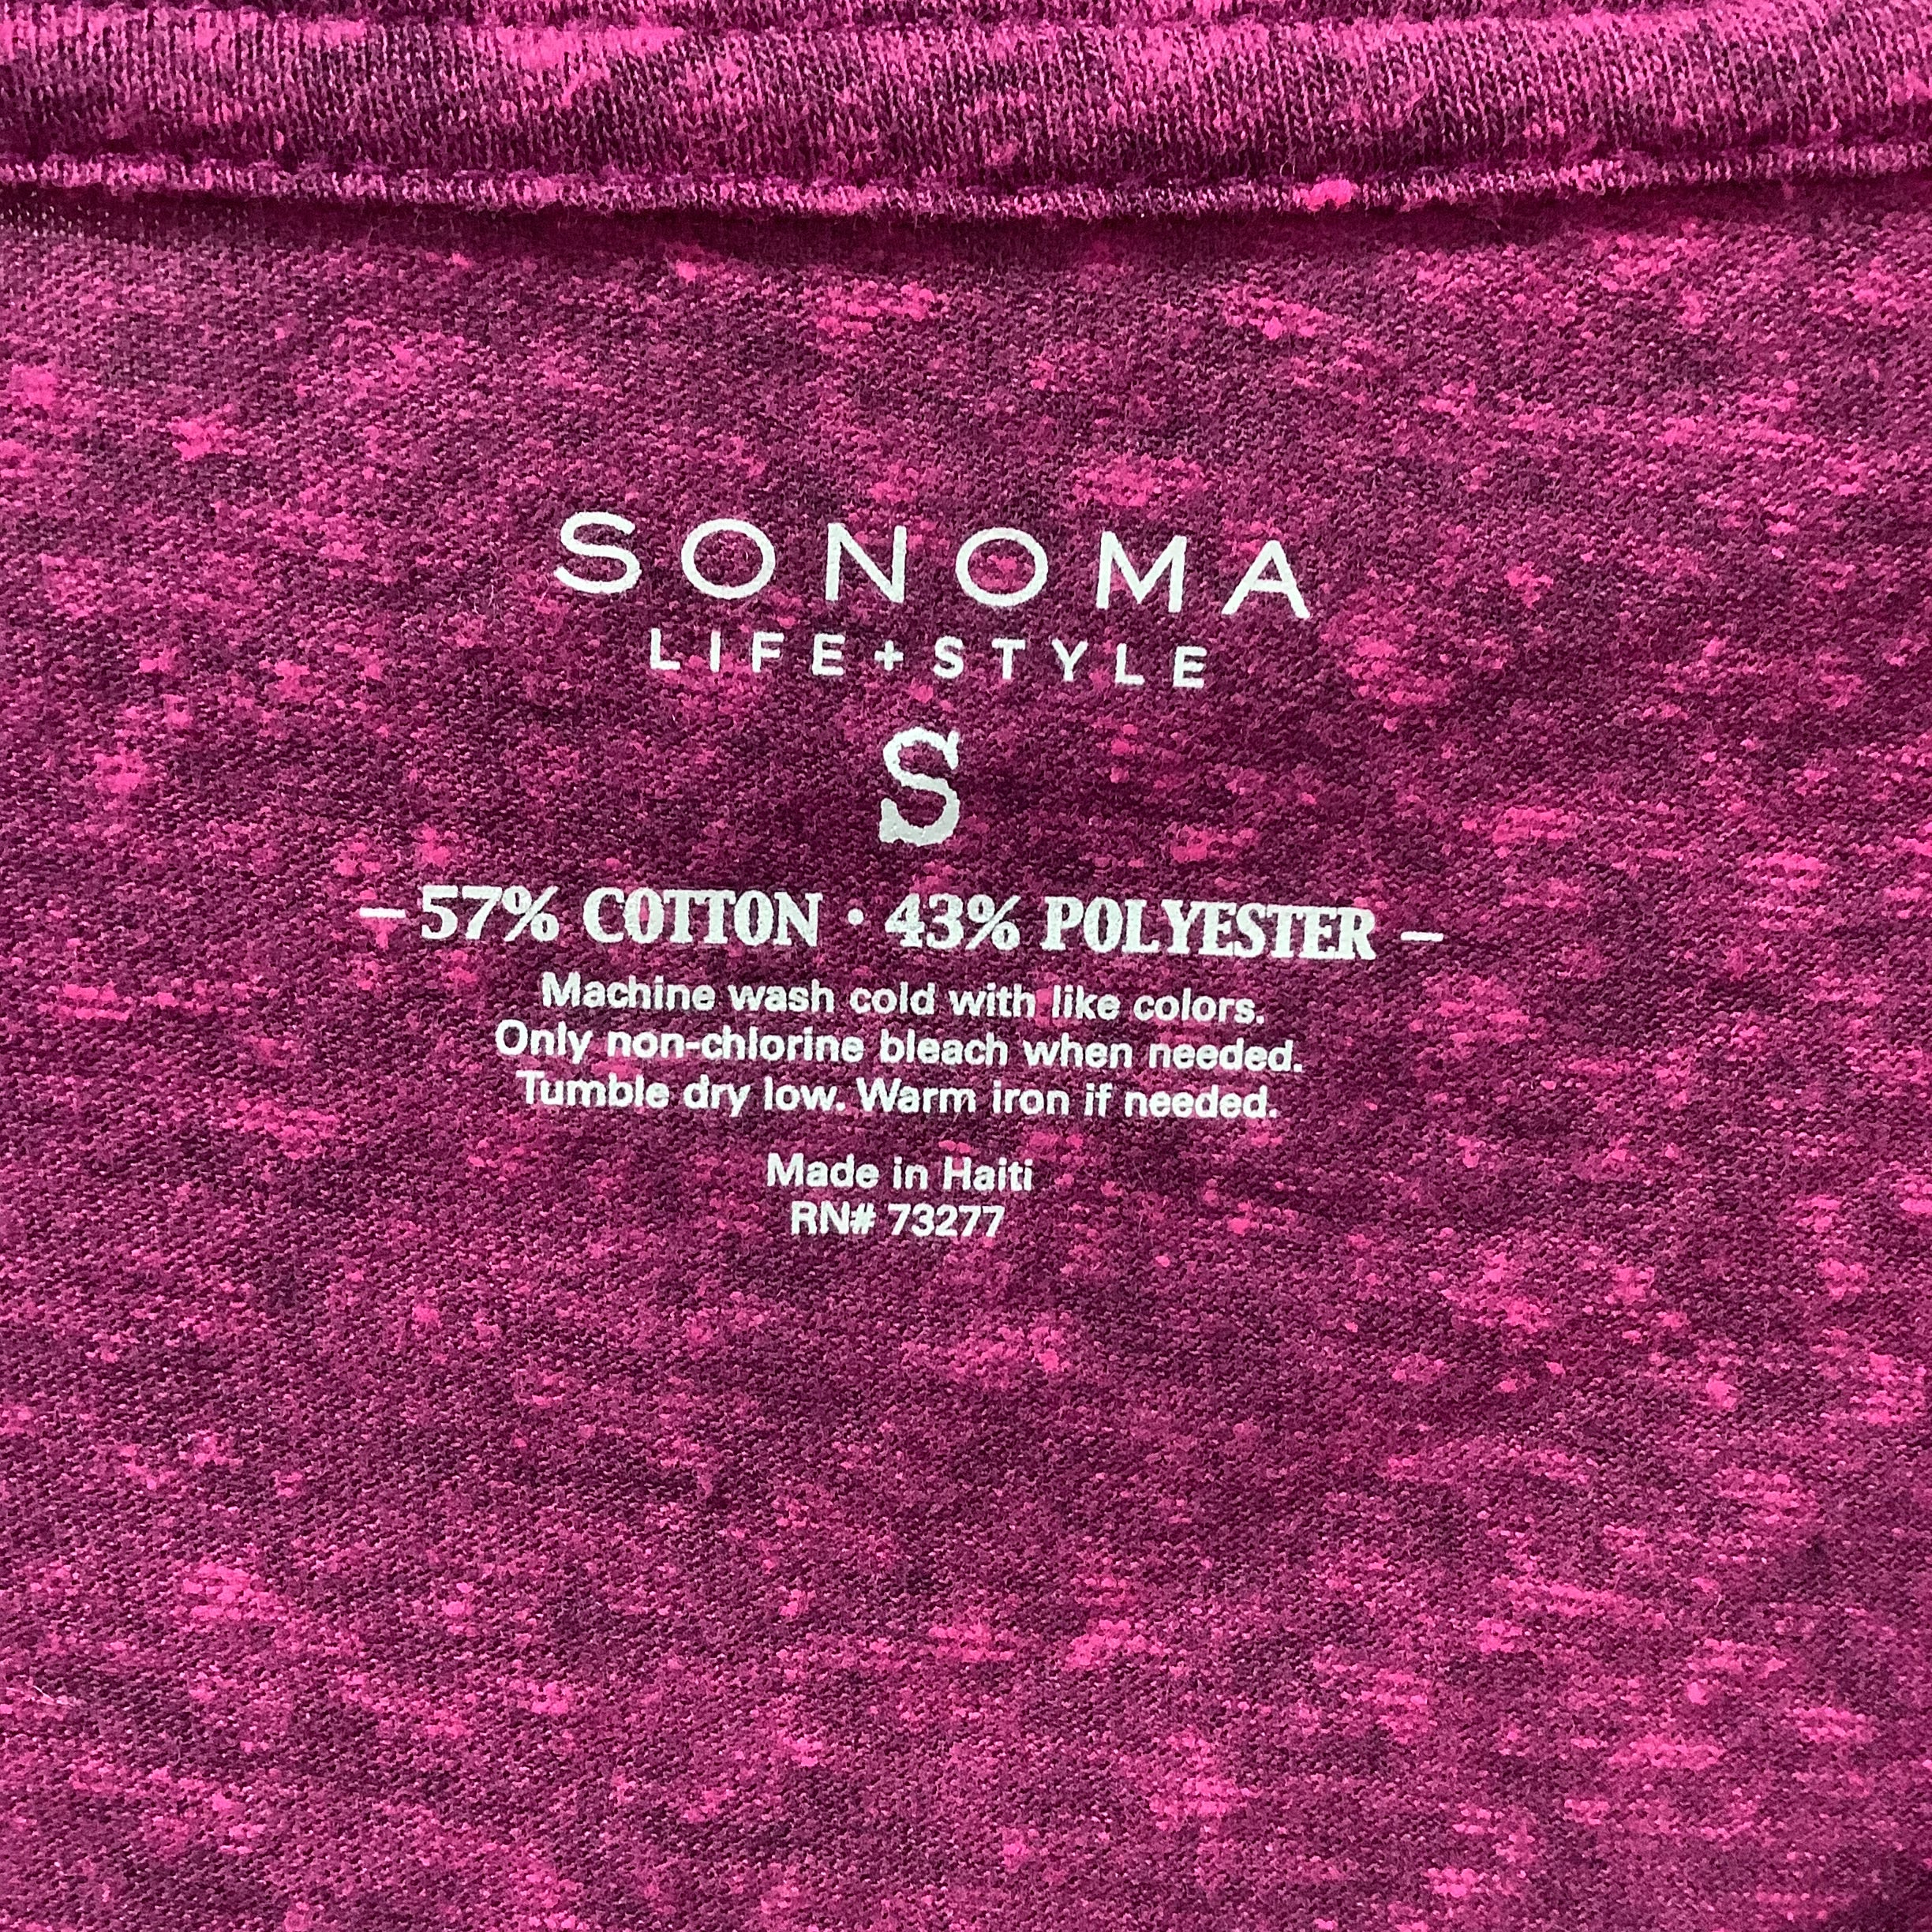 SONOMA
LIFE+STYLE
S
– 57% COTTON · 43% POLYESTER –
Machine wash cold with like colors.
Only non-chlorine bleach when needed.
Tumble dry low. Warm iron if needed.
Made in Haiti
RN# 73277